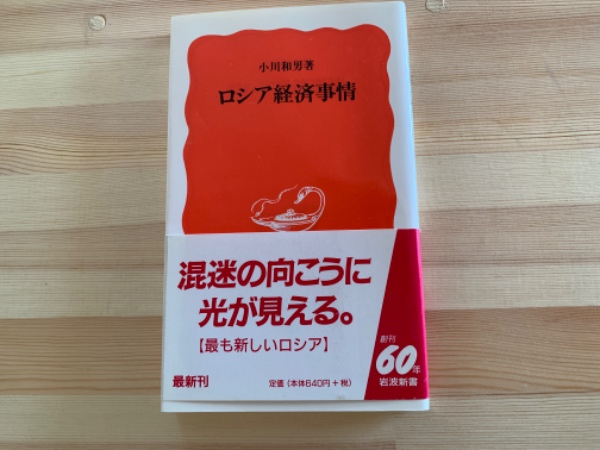 小川和男著
ロシア経済事情
混迷の向こうに
光が見える。
【最も新しいロシア】
最新刊
定価(本体640円+税)
創刊
60年
岩波新書